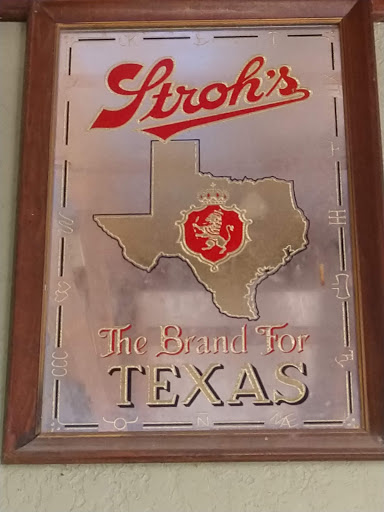 Stroh's
The Brand For
TEXAS